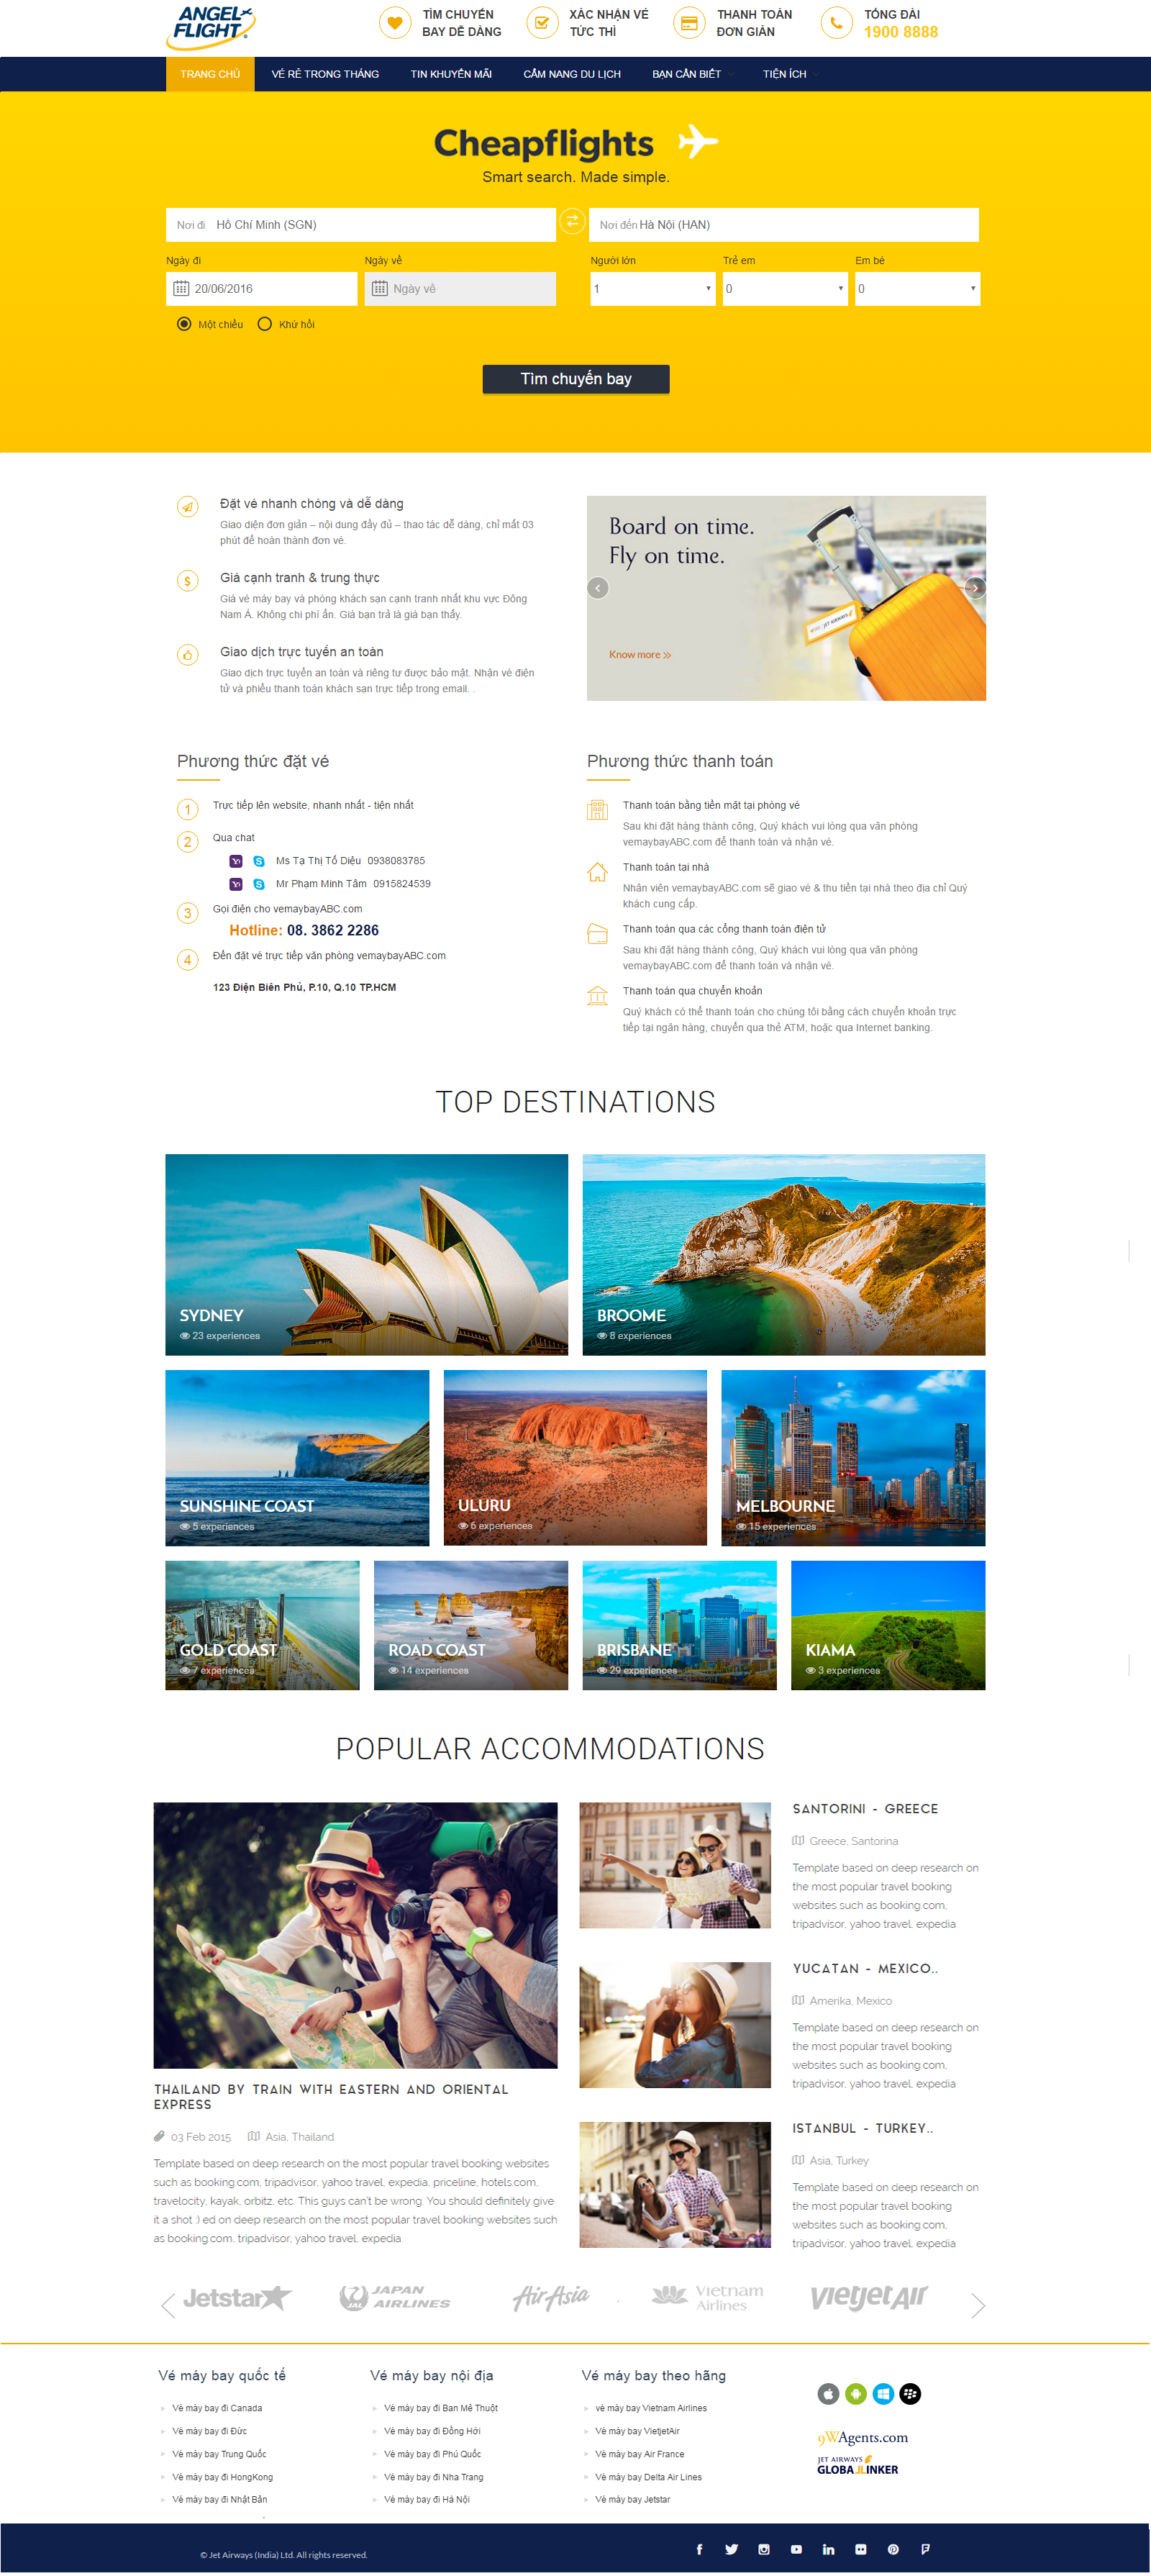 ANGEL
FLIGHT
TÌM CHUYẾN
BAY DỄ DÀNG
XÁC NHẬN VÉ
TỨC THÌ
THANH TOÁN
ĐƠN GIẢN
TỔNG ĐÀI
1900 8888
TRANG CHỦ
VÉ RẺ TRONG THÁNG
TIN KHUYẾN MÃI
CẨM NANG DU LỊCH
BẠN CẦN BIẾT
TIỆN ÍCH
Cheapflights
Smart search. Made simple.
Nơi đi Hồ Chí Minh (SGN)
Nơi đến Hà Nội (HAN)
Ngày đi
Ngày về
Người lớn
Trẻ em
Em bé
20/06/2016
Ngày về
1
0
0
Một chiều
Khứ hồi
Tìm chuyến bay
Đặt vé nhanh chóng và dễ dàng
Giao diện đơn giản – nội dung đầy đủ – thao tác dễ dàng, chỉ mất 03
phút để hoàn thành đơn vé.
Giá cạnh tranh & trung thực
Giá vé máy bay và phòng khách sạn cạnh tranh nhất khu vực Đông
Nam Á. Không chi phí ẩn. Giá bạn trả là giá bạn thấy.
Giao dịch trực tuyến an toàn
Giao dịch trực tuyến an toàn và riêng tư được bảo mật. Nhận vé điện
tử và phiếu thanh toán khách sạn trực tiếp trong email. .
Board on time.
Fly on time.
JET AIRWAYS
Know more »
Phương thức đặt vé
1 Trực tiếp lên website, nhanh nhất - tiện nhất
2 Qua chat
Ms Tạ Thị Tố Diệu 0938083785
Mr Phạm Minh Tâm 0915824539
3 Gọi điện cho vemaybayABC.com
Hotline: 08. 3862 2286
4 Đến đặt vé trực tiếp văn phòng vemaybayABC.com
123 Điện Biên Phủ, P.10, Q.10 TP.HCM
Phương thức thanh toán
Thanh toán bằng tiền mặt tại phòng vé
Sau khi đặt hàng thành công, Quý khách vui lòng qua văn phòng
vemaybayABC.com để thanh toán và nhận vé.
Thanh toán tại nhà
Nhân viên vemaybayABC.com sẽ giao vé & thu tiền tại nhà theo địa chỉ Quý
khách cung cấp.
Thanh toán qua các cổng thanh toán điện tử
Sau khi đặt hàng thành công, Quý khách vui lòng qua văn phòng
vemaybayABC.com để thanh toán và nhận vé.
Thanh toán qua chuyển khoản
Quý khách có thể thanh toán cho chúng tôi bằng cách chuyển khoản trực
tiếp tại ngân hàng, chuyển qua thẻ ATM, hoặc qua Internet banking.
TOP DESTINATIONS
SYDNEY
23 experiences
BROOME
8 experiences
SUNSHINE COAST
5 experiences
ULURU
6 experiences
MELBOURNE
15 experiences
GOLD COAST
7 experiences
ROAD COAST
14 experiences
BRISBANE
29 experiences
KIAMA
3 experiences
POPULAR ACCOMMODATIONS
THAILAND BY TRAIN WITH EASTERN AND ORIENTAL
EXPRESS
03 Feb 2015
Asia, Thailand
Template based on deep research on the most popular travel booking websites
such as booking.com, tripadvisor, yahoo travel, expedia, priceline, hotels.com,
travelocity, kayak, orbitz, etc. This guys can't be wrong. You should definitely give
it a shot :) ed on deep research on the most popular travel booking websites such
as booking.com, tripadvisor, yahoo travel, expedia.
SANTORINI - GREECE
Greece, Santorina
Template based on deep research on
the most popular travel booking
websites such as booking.com,
tripadvisor, yahoo travel, expedia
YUCATAN - MEXICO..
Amerika, Mexico
Template based on deep research on
the most popular travel booking
websites such as booking.com,
tripadvisor, yahoo travel, expedia
ISTANBUL - TURKEY..
Asia, Turkey
Template based on deep research on
the most popular travel booking
websites such as booking.com,
tripadvisor, yahoo travel, expedia
Jetstar
JAL
JAPAN
AIRLINES
AirAsia
Vietnam
Airlines
vietjet Air
Vé máy bay quốc tế
Vé máy bay đi Canada
Vé máy bay đi Đức
Vé máy bay Trung Quốc
Vé máy bay đi HongKong
Vé máy bay đi Nhật Bản
Vé máy bay nội địa
Vé máy bay đi Ban Mê Thuột
Vé máy bay đi Đồng Hới
Vé máy bay đi Phú Quốc
Vé máy bay đi Nha Trang
Vé máy bay đi Hà Nội
Vé máy bay theo hãng
vé máy bay Vietnam Airlines
Vé máy bay VietjetAir
Vé máy bay Air France
Vé máy bay Delta Air Lines
Vé máy bay Jetstar
9WAgents.com
JET AIRWAYS
GLOBALLINKER
© Jet Airways (India) Ltd. All rights reserved.